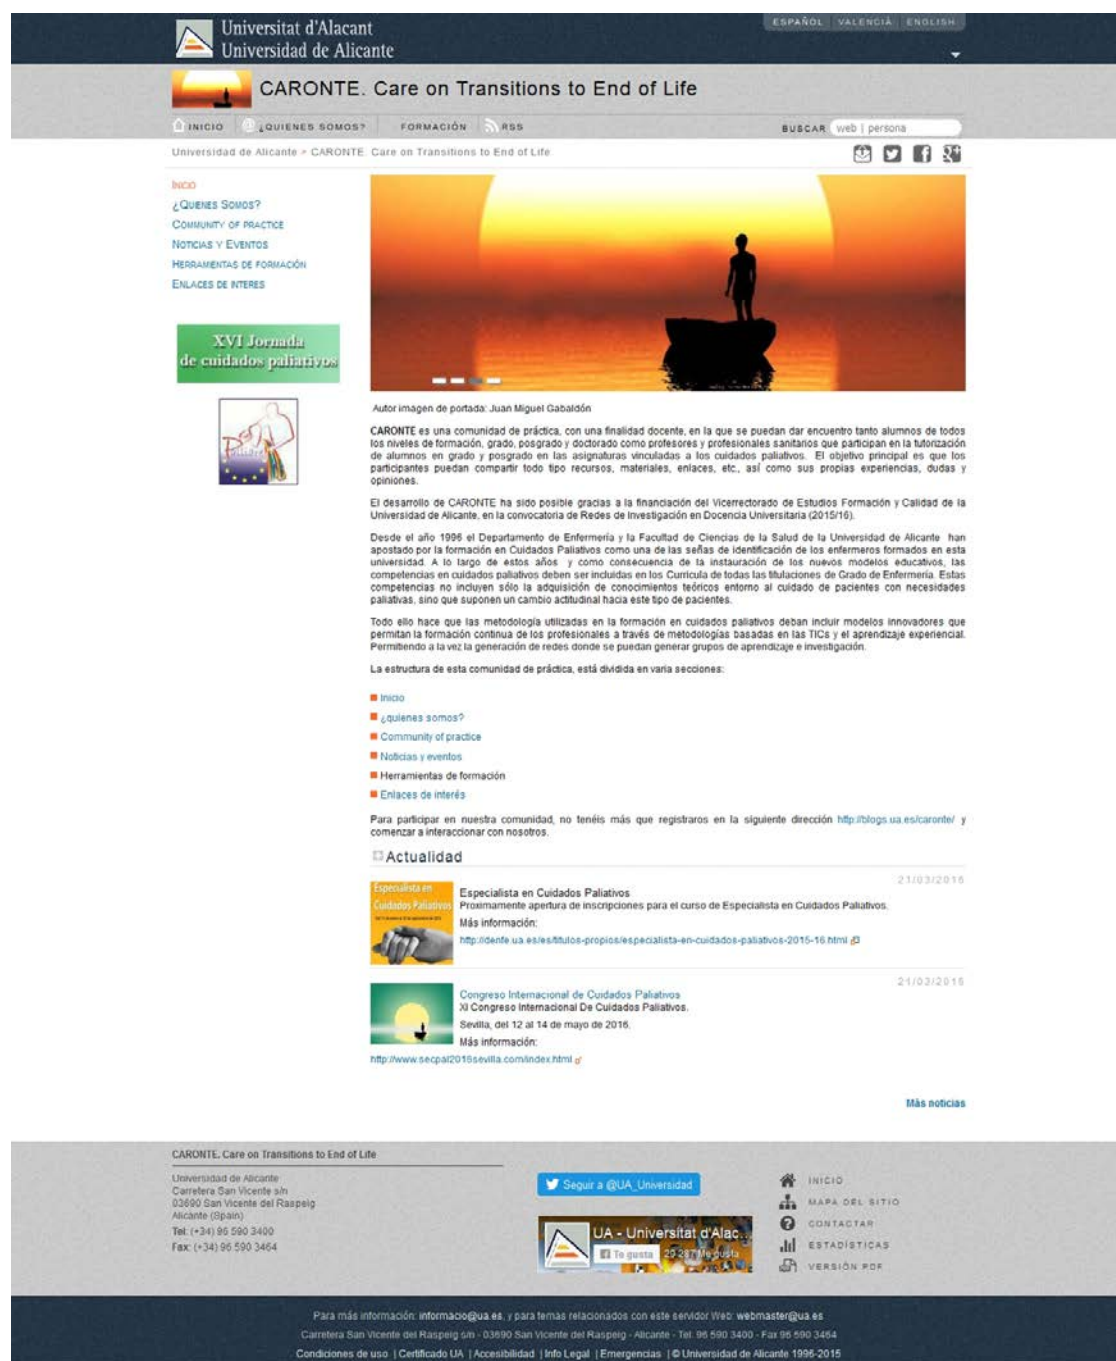 Universitat d'Alacant
Universidad de Alicante
ESPAÑOL VALENCIÀ ENGLISH
CARONTE. Care on Transitions to End of Life
INICIO ¿QUIENES SOMOS? FORMACIÓN RSS
BUSCAR web | persona
Universidad de Alicante > CARONTE. Care on Transitions to End of Life
INICIO
¿QUIENES SOMOS?
COMMUNITY OF PRACTICE
NOTICIAS Y EVENTOS
HERRAMIENTAS DE FORMACIÓN
ENLACES DE INTERES
XVI Jornada
de cuidados paliativos
Autor imagen de portada: Juan Miguel Gabaldón
CARONTE es una comunidad de práctica, con una finalidad docente, en la que se puedan dar encuentro tanto alumnos de todos
los niveles de formación, grado, posgrado y doctorado como profesores y profesionales sanitarios que participan en la tutorización
de alumnos en grado y posgrado en las asignaturas vinculadas a los cuidados paliativos. El objetivo principal es que los
participantes puedan compartir todo tipo recursos, materiales, enlaces, etc., así como sus propias experiencias, dudas y
opiniones.
El desarrollo de CARONTE ha sido posible gracias a la financiación del Vicerrectorado de Estudios Formación y Calidad de la
Universidad de Alicante, en la convocatoria de Redes de Investigación en Docencia Universitaria (2015/16).
Desde el año 1996 el Departamento de Enfermería y la Facultad de Ciencias de la Salud de la Universidad de Alicante han
apostado por la formación en Cuidados Paliativos como una de las señas de identificación de los enfermeros formados en esta
universidad. A lo largo de estos años y como consecuencia de la instauración de los nuevos modelos educativos, las
competencias en cuidados paliativos deben ser incluidas en los Curricula de todas las titulaciones de Grado de Enfermería. Estas
competencias no incluyen sólo la adquisición de conocimientos teóricos entorno al cuidado de pacientes con necesidades
paliativas, sino que suponen un cambio actitudinal hacia este tipo de pacientes.
Todo ello hace que las metodología utilizadas en la formación en cuidados paliativos deban incluir modelos innovadores que
permitan la formación continua de los profesionales a través de metodologías basadas en las TICs y el aprendizaje experiencial.
Permitiendo a la vez la generación de redes donde se puedan generar grupos de aprendizaje e investigación.
La estructura de esta comunidad de práctica, está dividida en varia secciones:
Inicio
¿quienes somos?
Community of practice
Noticias y eventos
Herramientas de formación
Enlaces de interés
Para participar en nuestra comunidad, no tenéis más que registraros en la siguiente dirección http://blogs.ua.es/caronte/ y
comenzar a interaccionar con nosotros.
Actualidad
21/03/2016
Especialista en
Cuidados Paliativos
Especialista en Cuidados Paliativos
Proximamente apertura de inscripciones para el curso de Especialista en Cuidados Paliativos.
Más información:
http://denfe.ua.es/es/titulos-propios/especialista-en-cuidados-paliativos-2015-16.html
21/03/2016
Congreso Internacional de Cuidados Paliativos
XI Congreso Internacional De Cuidados Paliativos.
Sevilla, del 12 al 14 de mayo de 2016.
Más información:
http://www.secpal2016sevilla.com/index.html
Más noticias
CARONTE. Care on Transitions to End of Life
Universidad de Alicante
Carretera San Vicente s/n
03690 San Vicente del Raspeig
Alicante (Spain)
Tel: (+34) 96 590 3400
Fax: (+34) 96 590 3464
Seguir a @UA_Universidad
UA - Universitat d'Alac...
Te gusta 29 287 Me gusta
INICIO
MAPA DEL SITIO
CONTACTAR
ESTADÍSTICAS
VERSIÓN PDF
Para más información: informacio@ua.es, y para temas relacionados con este servidor Web: webmaster@ua.es
Carretera San Vicente del Raspeig s/n - 03690 San Vicente del Raspeig - Alicante - Tel. 96 590 3400 - Fax 96 590 3464
Condiciones de uso | Certificado UA | Accesibilidad | Info Legal | Emergencias | © Universidad de Alicante 1996-2015